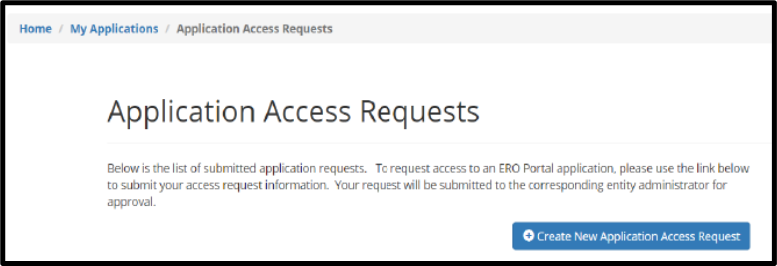 Home / My Applications / Application Access Requests
Application Access Requests
Below is the list of submitted application requests. To request access to an ERO Portal application, please use the link below
to submit your access request information. Your request will be submitted to the corresponding entity administrator for
approval.
Create New Application Access Request